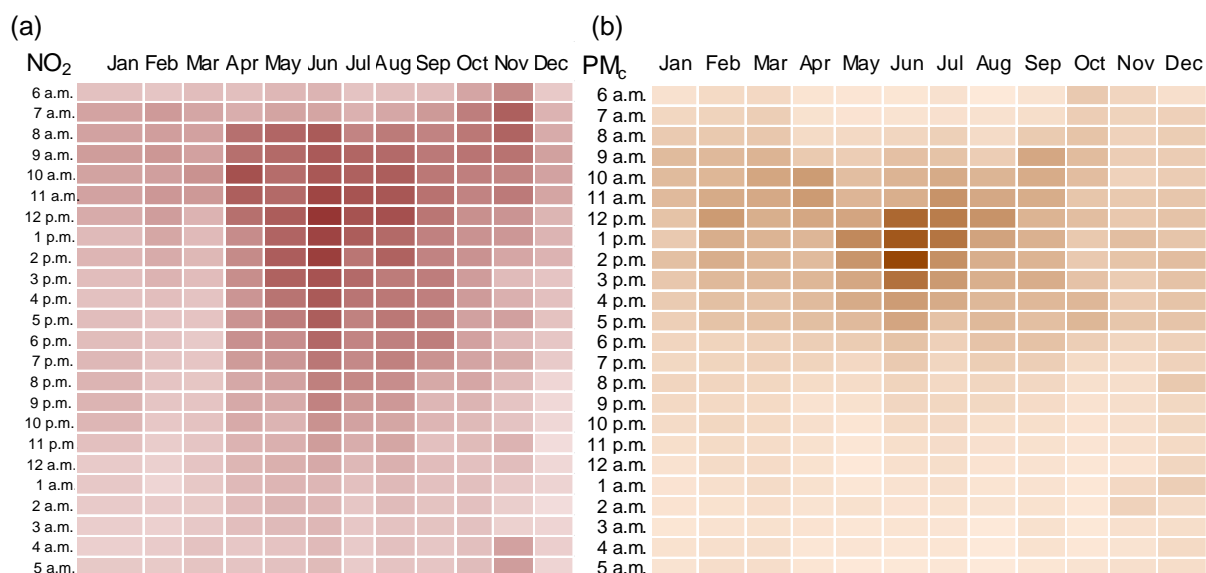 (a)
NO₂ Jan Feb Mar Apr May Jun Jul Aug Sep Oct Nov Dec
6 a.m.
7 a.m.
8 a.m.
9 a.m.
10 a.m.
11 a.m.
12 p.m.
1 p.m.
2 p.m.
3 p.m.
4 p.m.
5 p.m.
6 p.m.
7 p.m.
8 p.m.
9 p.m.
10 p.m.
11 p.m
12 a.m.
1 a.m
2 a.m.
3 a.m.
4 a.m.
5 a.m.
(b)
PMc Jan Feb Mar Apr May Jun Jul Aug Sep Oct Nov Dec
6 a.m.
7 a.m.
8 a.m.
9 a.m.
10 a.m.
11 a.m.
12 p.m.
1 p.m.
2 p.m.
3 p.m.
4 p.m.
5 p.m.
6 p.m.
7 p.m.
8 p.m.
9 p.m.
10 p.m.
11 p.m.
12 a.m.
1 a.m.
2 a.m.
3 a.m.
4 a.m.
5 a.m.